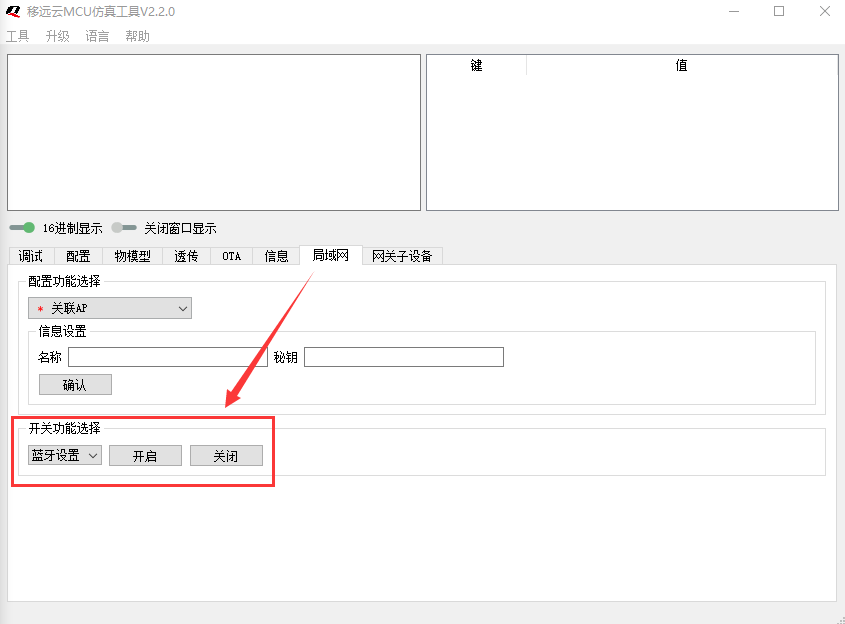 移远云MCU仿真工具V2.2.0
工具 升级 语言 帮助
键 值
16进制显示 关闭窗口显示
调试 配置 物模型 透传 OTA 信息 局域网 网关子设备
配置功能选择
* 关联AP
信息设置
名称 秘钥
确认
开关功能选择
蓝牙设置 开启 关闭